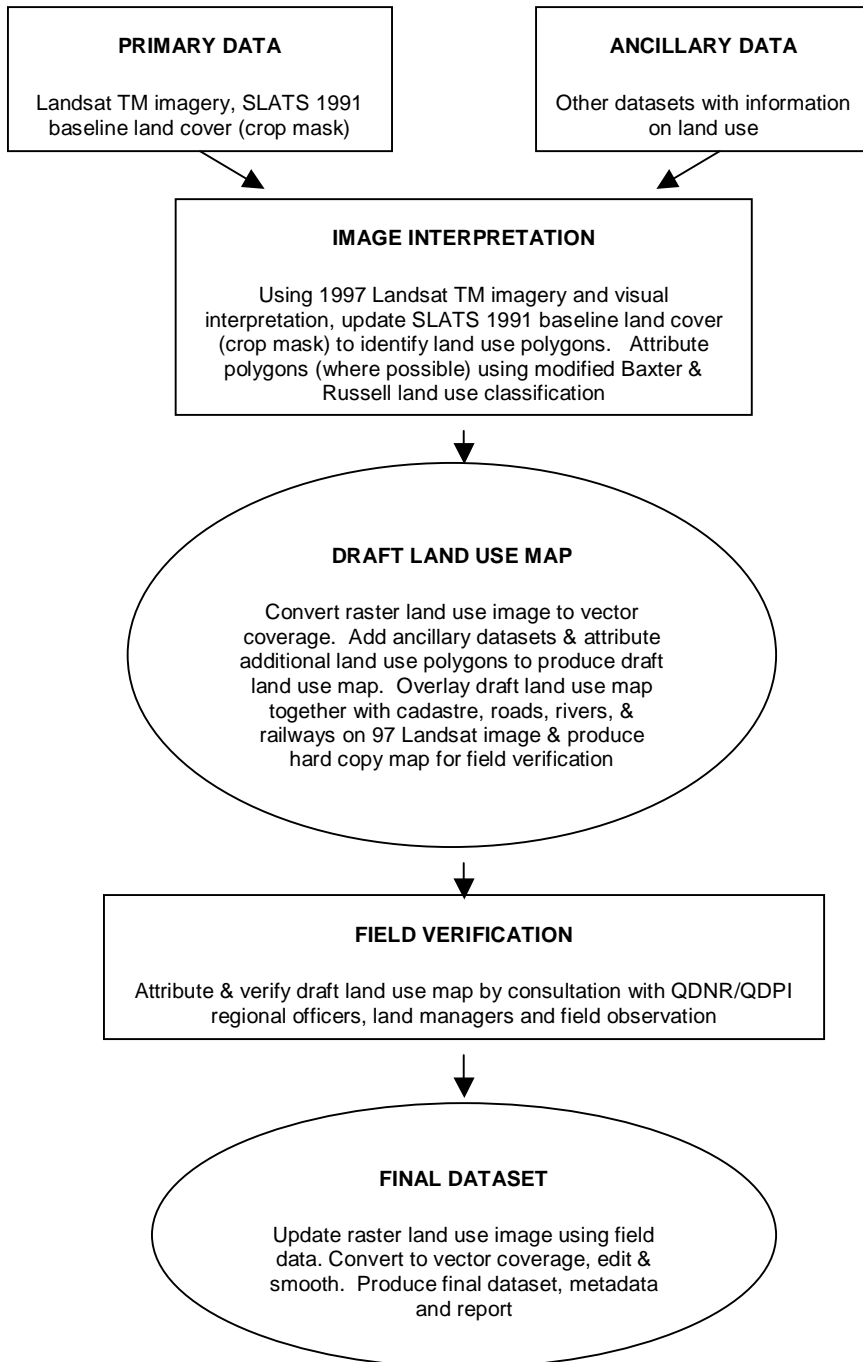 PRIMARY DATA
Landsat TM imagery, SLATS 1991
baseline land cover (crop mask)
ANCILLARY DATA
Other datasets with information
on land use
IMAGE INTERPRETATION
Using 1997 Landsat TM imagery and visual
interpretation, update SLATS 1991 baseline land cover
(crop mask) to identify land use polygons. Attribute
polygons (where possible) using modified Baxter &
Russell land use classification
DRAFT LAND USE MAP
Convert raster land use image to vector
coverage. Add ancillary datasets & attribute
additional land use polygons to produce draft
land use map. Overlay draft land use map
together with cadastre, roads, rivers, &
railways on 97 Landsat image & produce
hard copy map for field verification
FIELD VERIFICATION
Attribute & verify draft land use map by consultation with QDNR/QDPI
regional officers, land managers and field observation
FINAL DATASET
Update raster land use image using field
data. Convert to vector coverage, edit &
smooth. Produce final dataset, metadata
and report